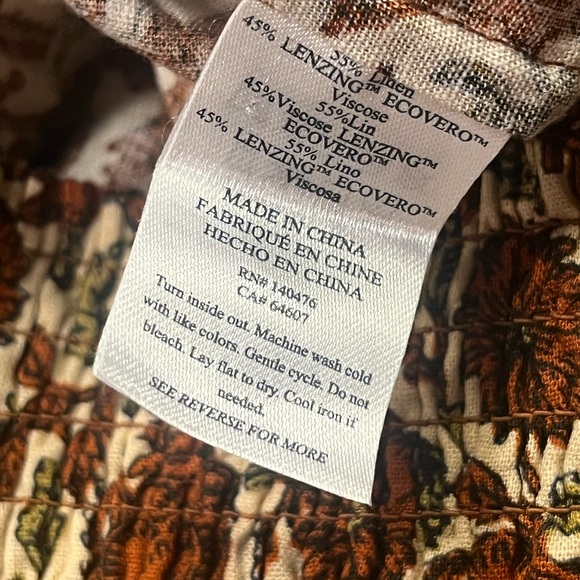 55% Linen
45% LENZING™ ECOVERO™
Viscose
55% Lin
45% Viscose LENZING™
ECOVERO™
55% Lino
45% LENZING™ ECOVERO™
Viscosa
MADE IN CHINA
FABRIQUÉ EN CHINE
HECHO EN CHINA
RN# 140476
CA# 64607
Turn inside out. Machine wash cold
with like colors. Gentle cycle. Do not
bleach. Lay flat to dry. Cool iron if
needed.
SEE REVERSE FOR MORE